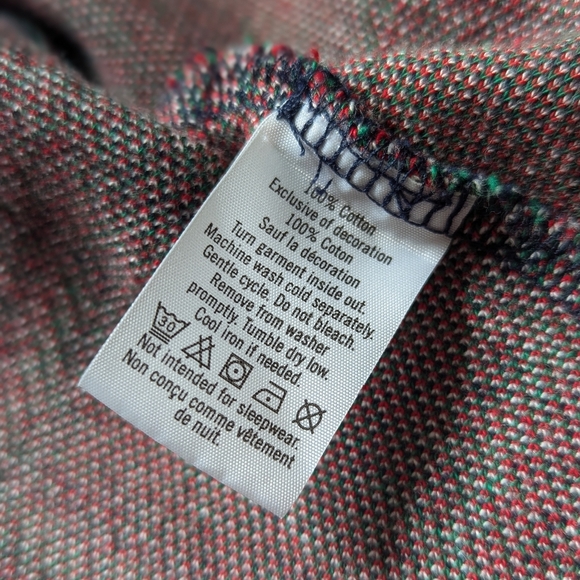 100% Cotton
Exclusive of decoration
100% Coton
Sauf la décoration
Turn garment inside out.
Machine wash cold separately.
Gentle cycle. Do not bleach.
Remove from washer
promptly. Tumble dry low.
Cool iron if needed.
30
Not intended for sleepwear.
Non conçu comme vêtement
de nuit.